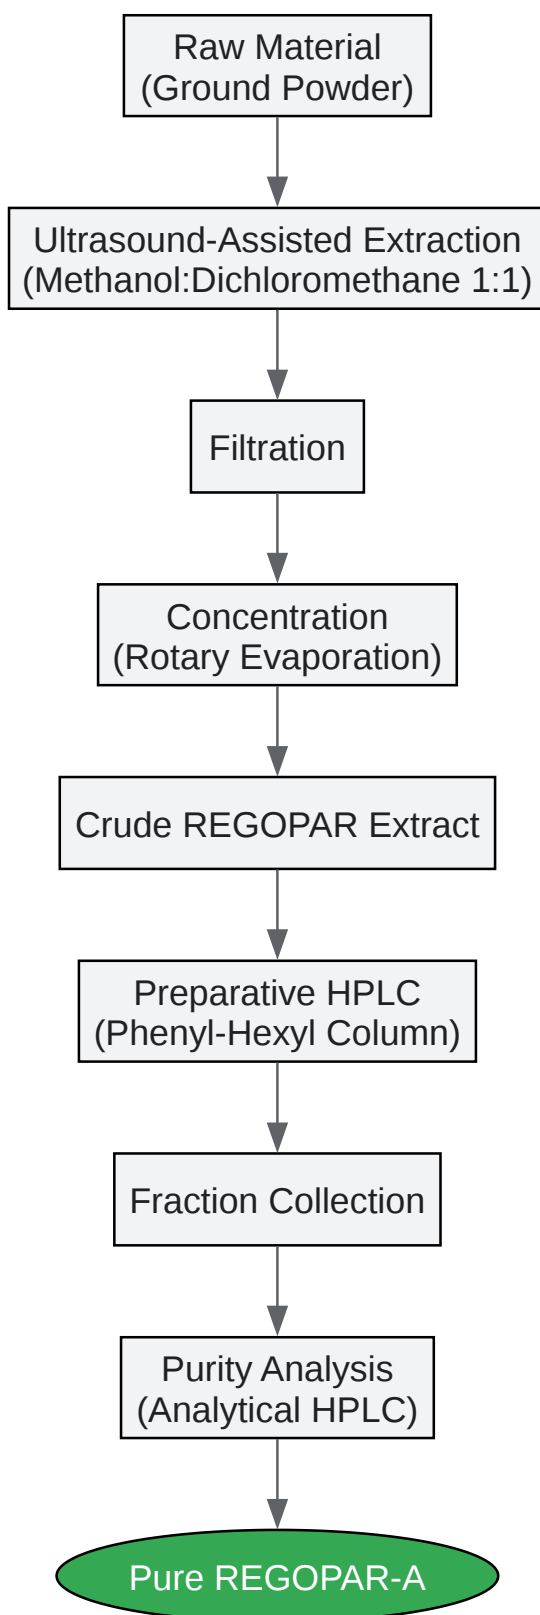 Raw Material
(Ground Powder)
Ultrasound-Assisted Extraction
(Methanol:Dichloromethane 1:1)
Filtration
Concentration
(Rotary Evaporation)
Crude REGOPAR Extract
Preparative HPLC
(Phenyl-Hexyl Column)
Fraction Collection
Purity Analysis
(Analytical HPLC)
Pure REGOPAR-A